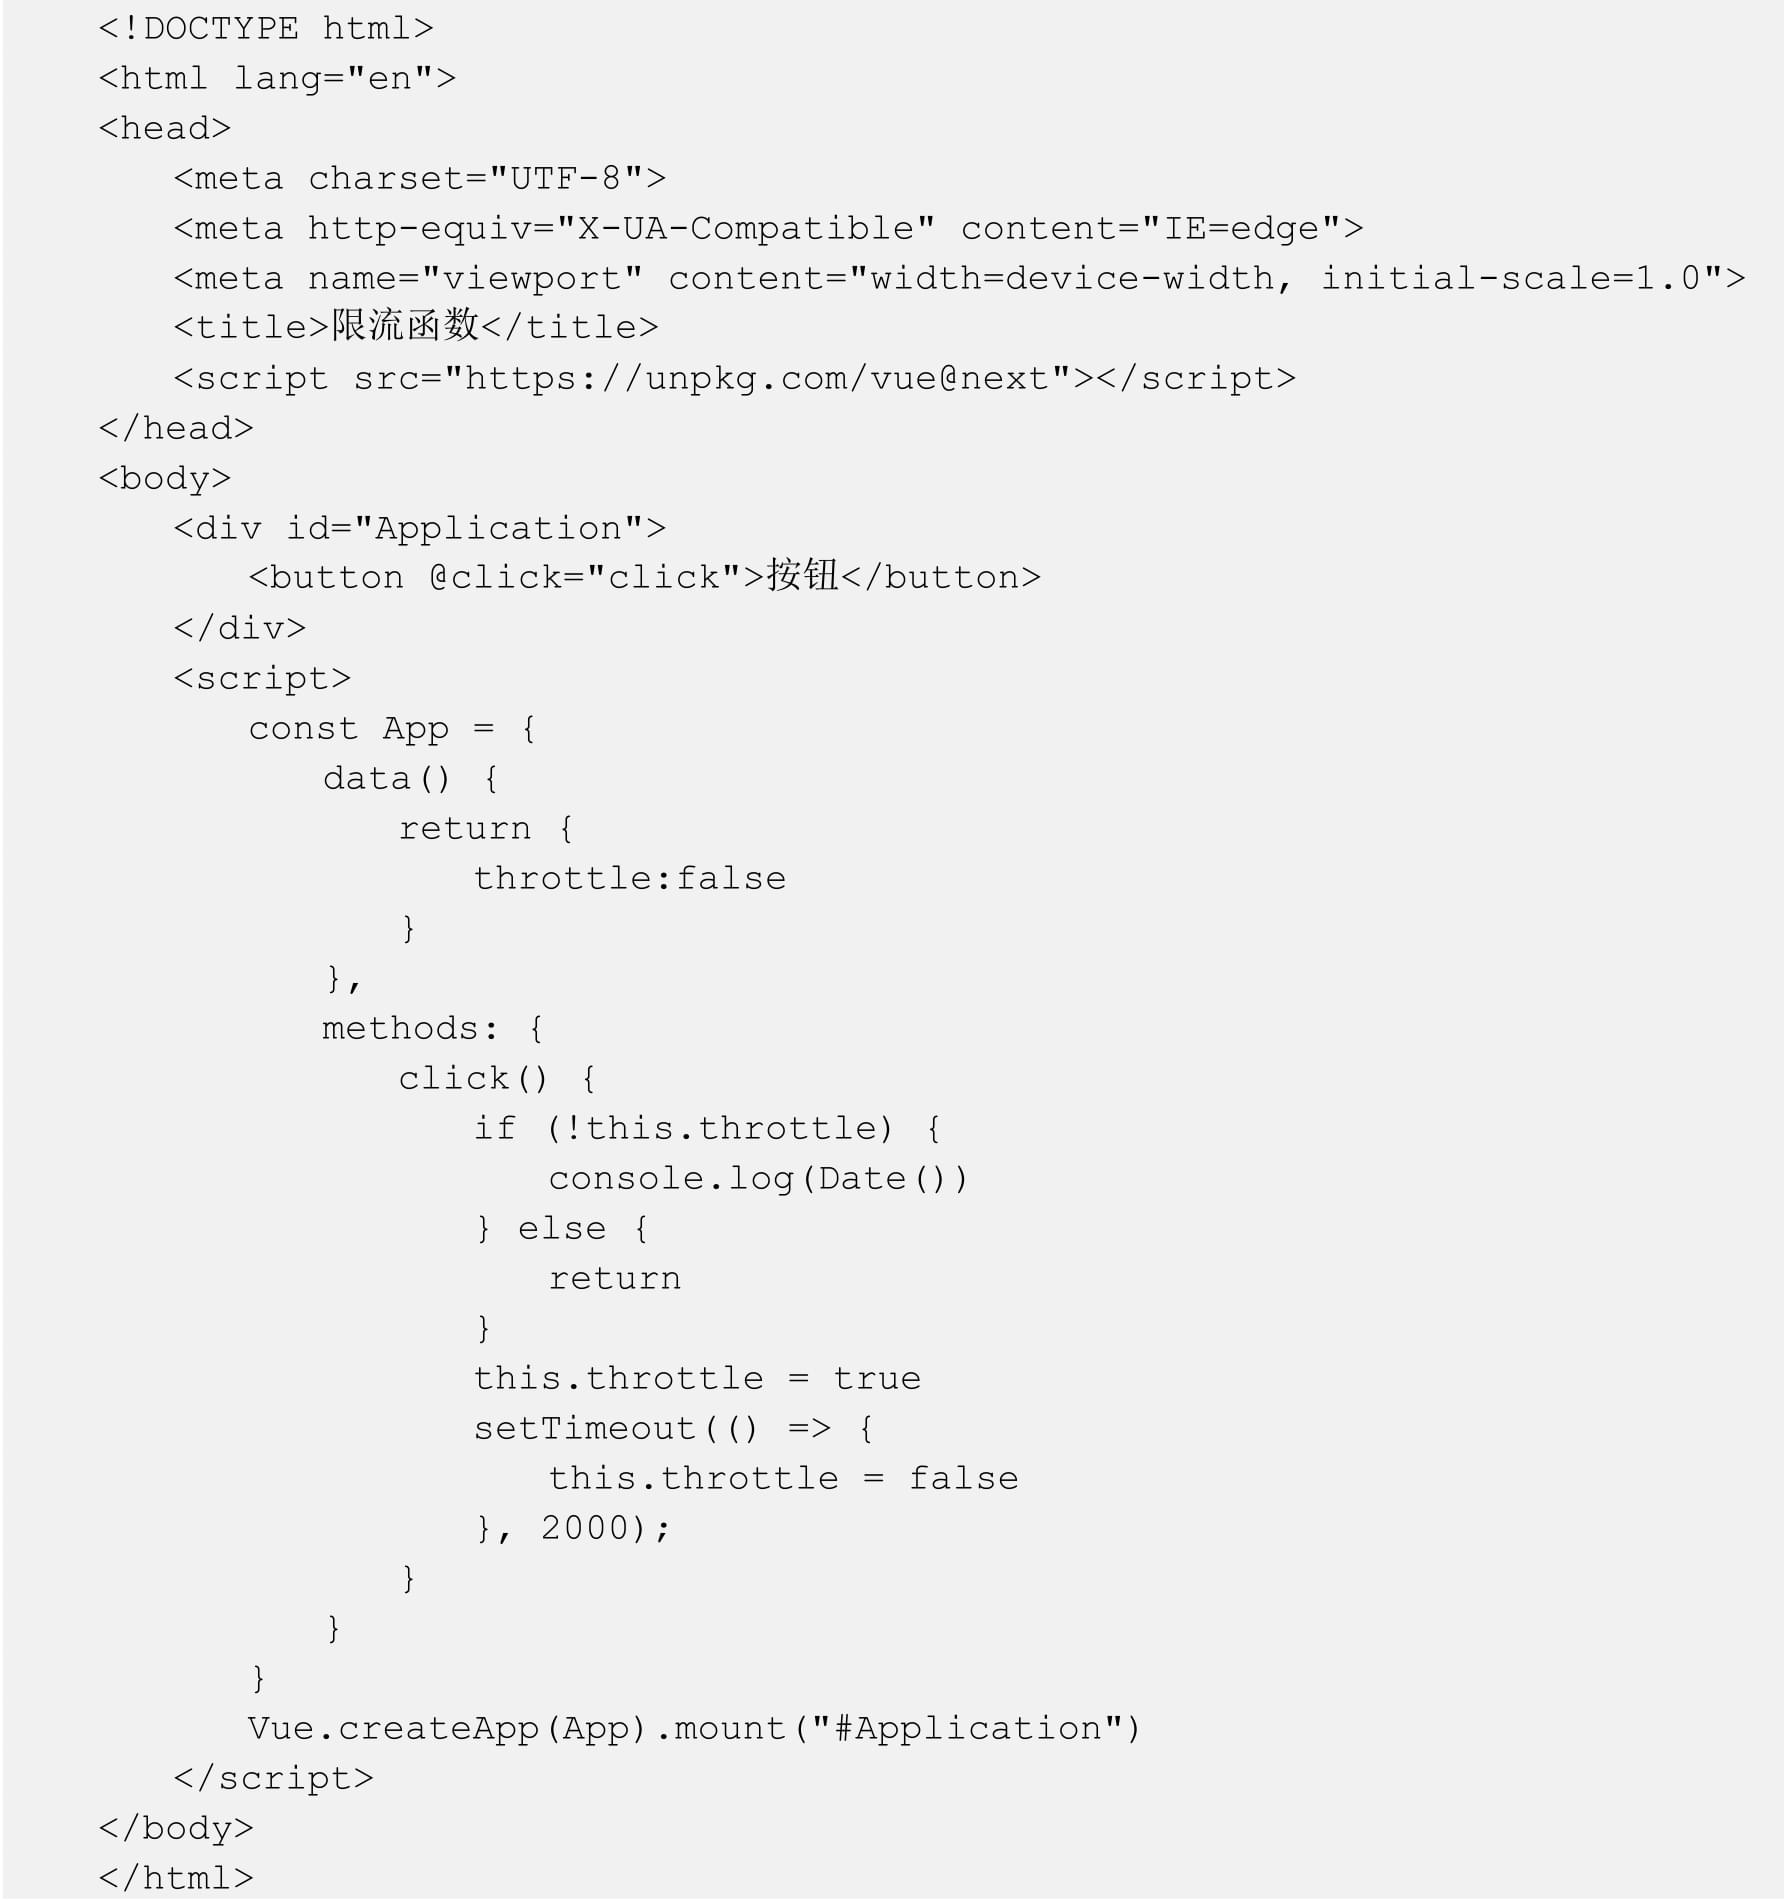 <!DOCTYPE html>
<html lang="en">
<head>
    <meta charset="UTF-8">
    <meta http-equiv="X-UA-Compatible" content="IE=edge">
    <meta name="viewport" content="width=device-width, initial-scale=1.0">
    <title>限流函数</title>
    <script src="https://unpkg.com/vue@next"></script>
</head>
<body>
    <div id="Application">
        <button @click="click">按钮</button>
    </div>
    <script>
        const App = {
            data() {
                return {
                    throttle:false
                }
            },
            methods: {
                click() {
                    if (!this.throttle) {
                        console.log(Date())
                    } else {
                        return
                    }
                    this.throttle = true
                    setTimeout(() => {
                        this.throttle = false
                    }, 2000);
                }
            }
        }
        Vue.createApp(App).mount("#Application")
    </script>
</body>
</html>